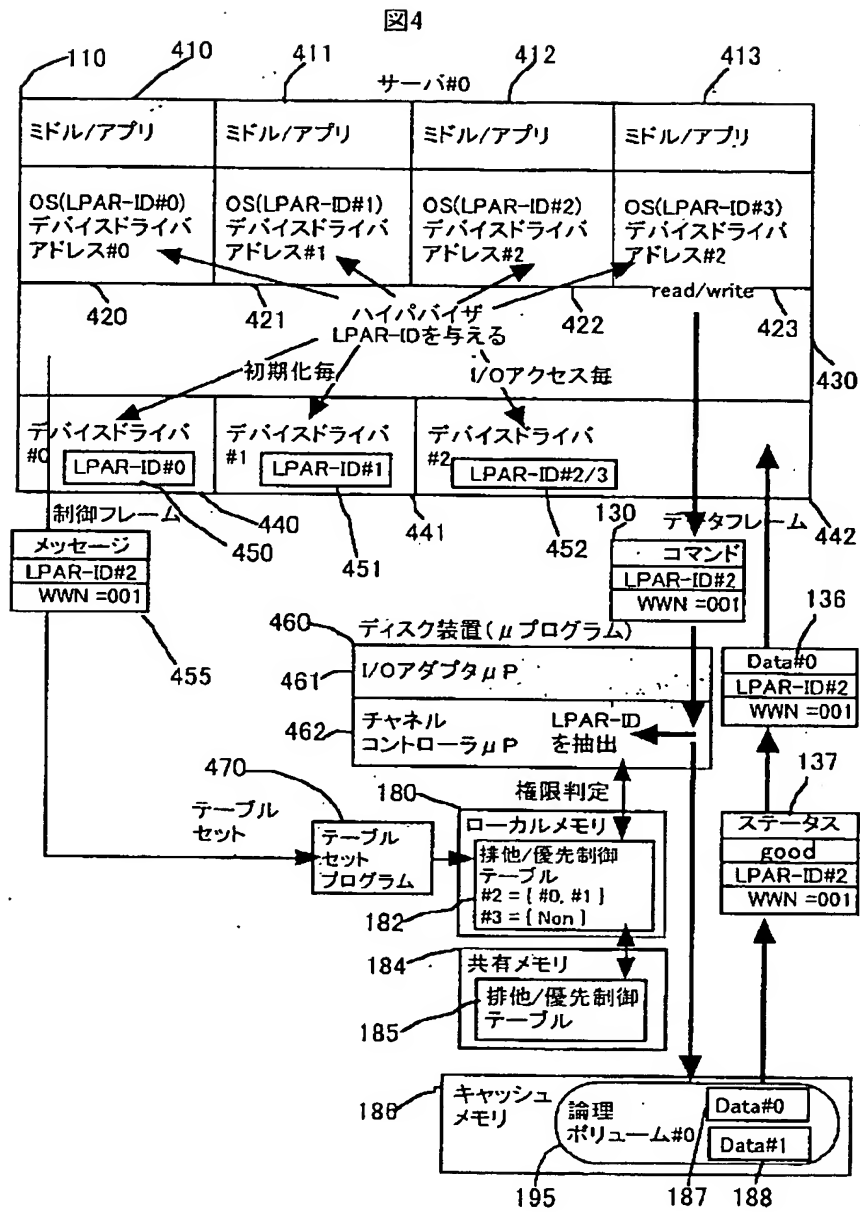 図4
110
410
411
412
413
サーバ#0
ミドル/アプリ
ミドル/アプリ
ミドル/アプリ
ミドル/アプリ
OS(LPAR-ID#0)
デバイスドライバ
アドレス#0
OS(LPAR-ID#1)
デバイスドライバ
アドレス#1
OS(LPAR-ID#2)
デバイスドライバ
アドレス#2
OS(LPAR-ID#3)
デバイスドライバ
アドレス#2
read/write
420
421
422
423
430
ハイパバイザ
LPAR-IDを与える
初期化毎
I/Oアクセス毎
デバイスドライバ
#0
LPAR-ID#0
デバイスドライバ
#1
LPAR-ID#1
デバイスドライバ
#2
LPAR-ID#2/3
440
441
442
450
451
452
制御フレーム
メッセージ
LPAR-ID#2
WWN=001
455
130
データフレーム
コマンド
LPAR-ID#2
WWN=001
460
ディスク装置(μプログラム)
461
I/OアダプタμP
462
チャネル
コントローラμP
LPAR-ID
を抽出
136
Data#0
LPAR-ID#2
WWN=001
137
ステータス
good
LPAR-ID#2
WWN=001
権限判定
テーブル
セット
470
テーブル
セット
プログラム
180
ローカルメモリ
排他/優先制御
テーブル
#2={#0, #1}
#3={Non}
182
184
共有メモリ
排他/優先制御
テーブル
185
186
キャッシュ
メモリ
論理
ボリューム#0
Data#0
Data#1
195
187
188